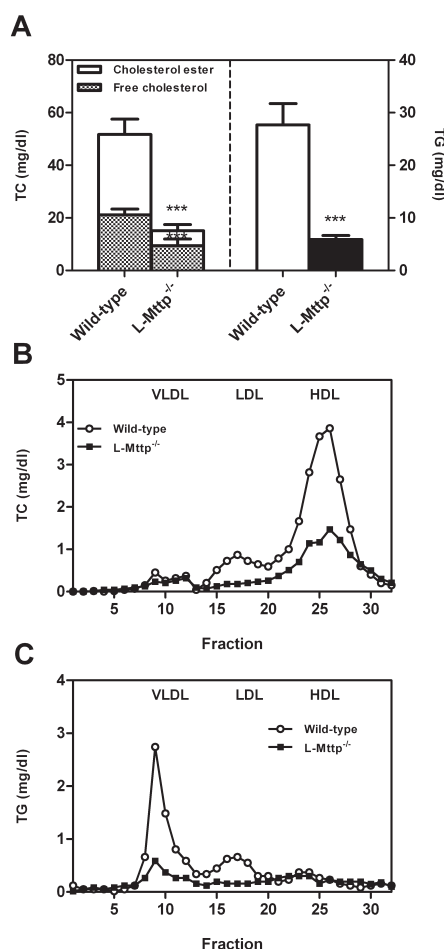 A
80
60
40
20
0
TC (mg/dl)
Cholesterol ester
Free cholesterol
***
***
***
40
30
20
10
0
TG (mg/dl)
Wild-type
L-Mttp-/-
Wild-type
L-Mttp-/-
B
5
4
3
2
1
0
TC (mg/dl)
VLDL LDL HDL
Wild-type
L-Mttp-/-
5 10 15 20 25 30
Fraction
C
4
3
2
1
0
TG (mg/dl)
VLDL LDL HDL
Wild-type
L-Mttp-/-
5 10 15 20 25 30
Fraction